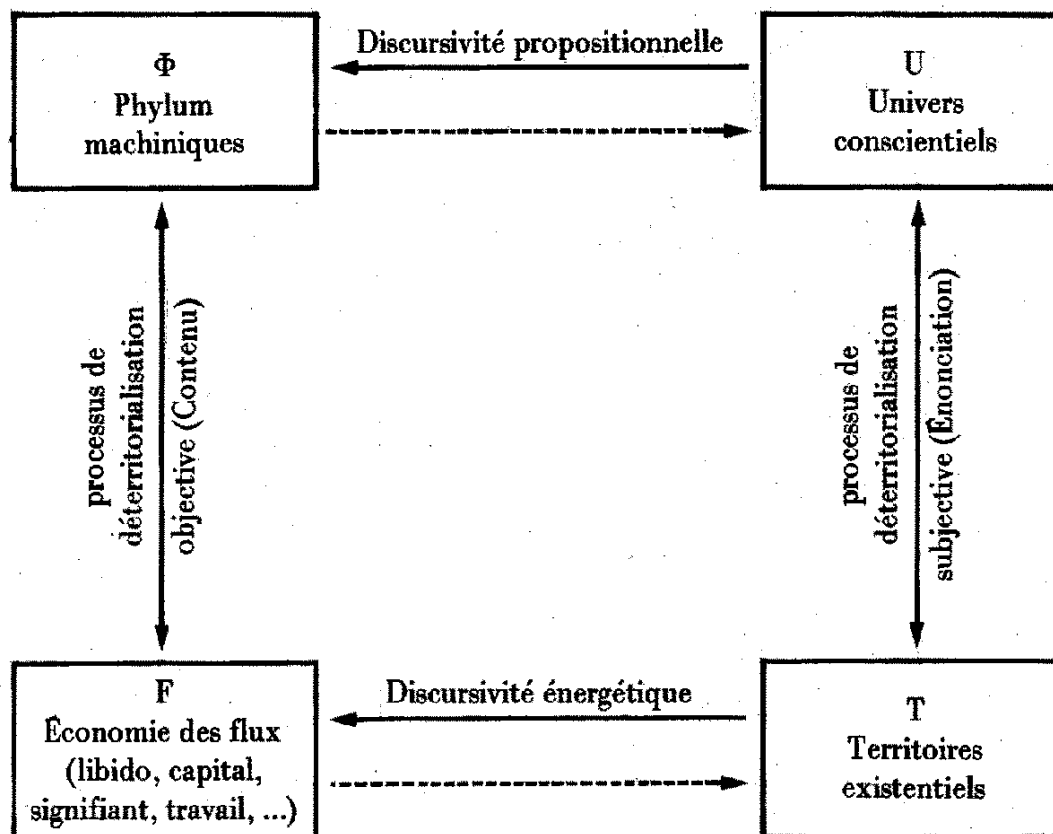 Discursivité propositionnelle
Φ
Phylum
machiniques
U
Univers
conscientiels
processus de
déterritorialisation
objective (Contenu)
processus de
déterritorialisation
subjective (Énonciation)
F
Économie des flux
(libido, capital,
signifiant, travail, ...)
Discursivité énergétique
T
Territoires
existentiels